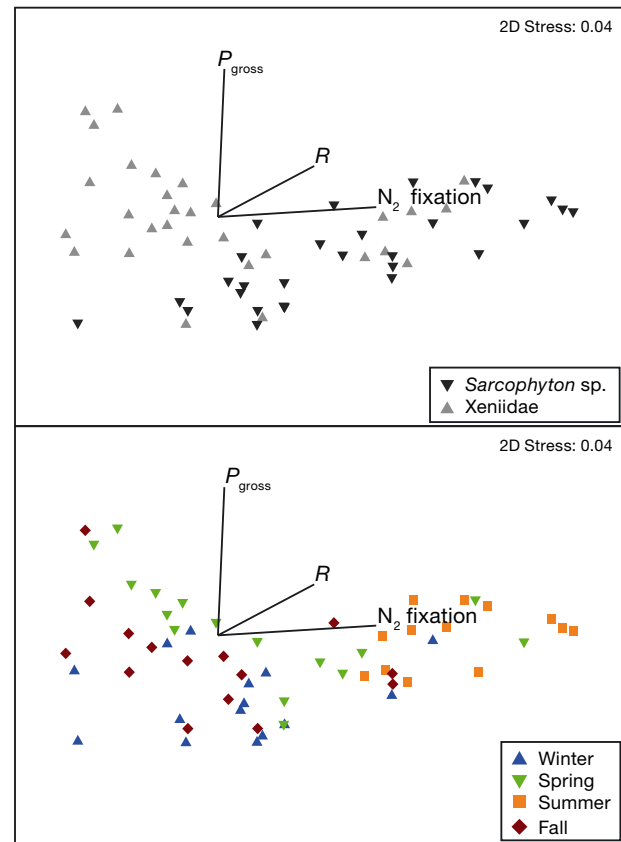 2D Stress: 0.04
P gross
R
N2 fixation
Sarcophyton sp.
Xeniidae
2D Stress: 0.04
P gross
R
N2 fixation
Winter
Spring
Summer
Fall